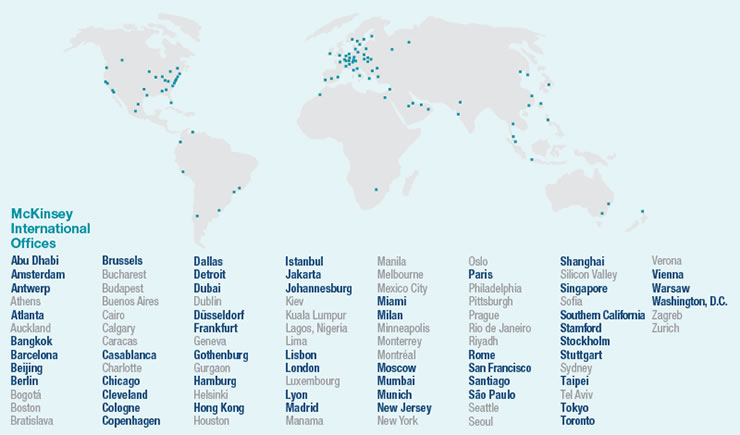 McKinsey
International
Offices
Abu Dhabi
Amsterdam
Antwerp
Athens
Atlanta
Auckland
Bangkok
Barcelona
Beijing
Berlin
Bogotá
Boston
Bratislava
Brussels
Bucharest
Budapest
Buenos Aires
Cairo
Calgary
Caracas
Casablanca
Charlotte
Chicago
Cleveland
Cologne
Copenhagen
Dallas
Detroit
Dubai
Dublin
Düsseldorf
Frankfurt
Geneva
Gothenburg
Gurgaon
Hamburg
Helsinki
Hong Kong
Houston
Istanbul
Jakarta
Johannesburg
Kiev
Kuala Lumpur
Lagos, Nigeria
Lima
Lisbon
London
Luxembourg
Lyon
Madrid
Manama
Manila
Melbourne
Mexico City
Miami
Milan
Minneapolis
Monterrey
Montréal
Moscow
Mumbai
Munich
New Jersey
New York
Oslo
Paris
Philadelphia
Pittsburgh
Prague
Rio de Janeiro
Riyadh
Rome
San Francisco
Santiago
São Paulo
Seattle
Seoul
Shanghai
Silicon Valley
Singapore
Sofia
Southern California
Stamford
Stockholm
Stuttgart
Sydney
Taipei
Tel Aviv
Tokyo
Toronto
Verona
Vienna
Warsaw
Washington, D.C.
Zagreb
Zurich